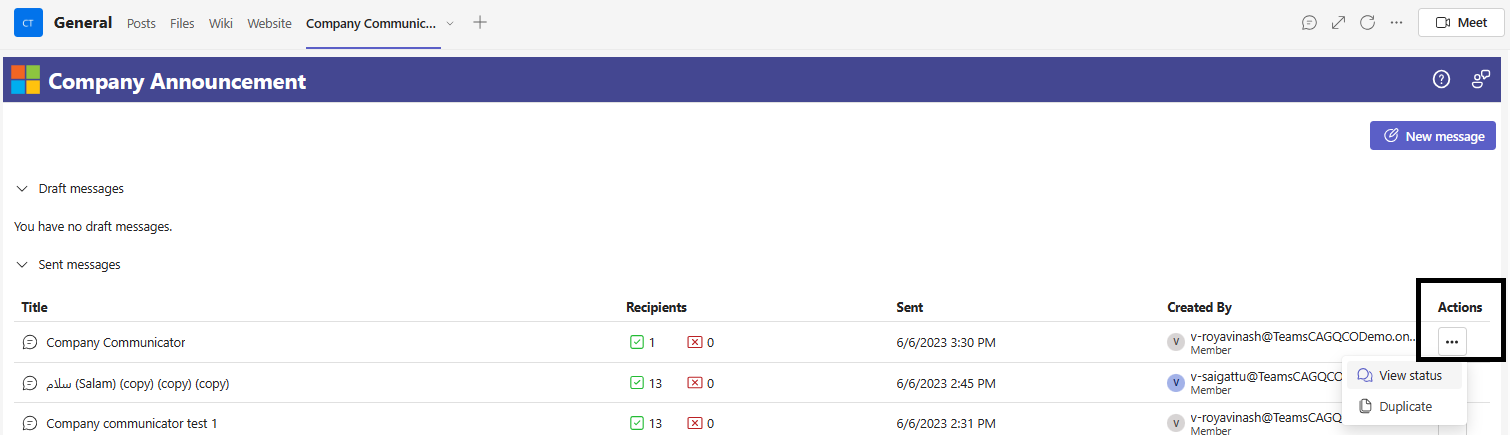 CT General Posts Files Wiki Website Company Communic... Meet
Company Announcement
New message
Draft messages
You have no draft messages.
Sent messages
Title Recipients Sent Created By Actions
Company Communicator 1 0 6/6/2023 3:30 PM V v-royavinash@TeamsCAGQCODemo.on... ...
Member
سلام (Salam) (copy) (copy) (copy) 13 0 6/6/2023 2:45 PM V v-saigattu@TeamsCAGQCO
Member
View status
Duplicate
Company communicator test 1 13 0 6/6/2023 2:31 PM V v-royavinash@TeamsCAGQ
Member